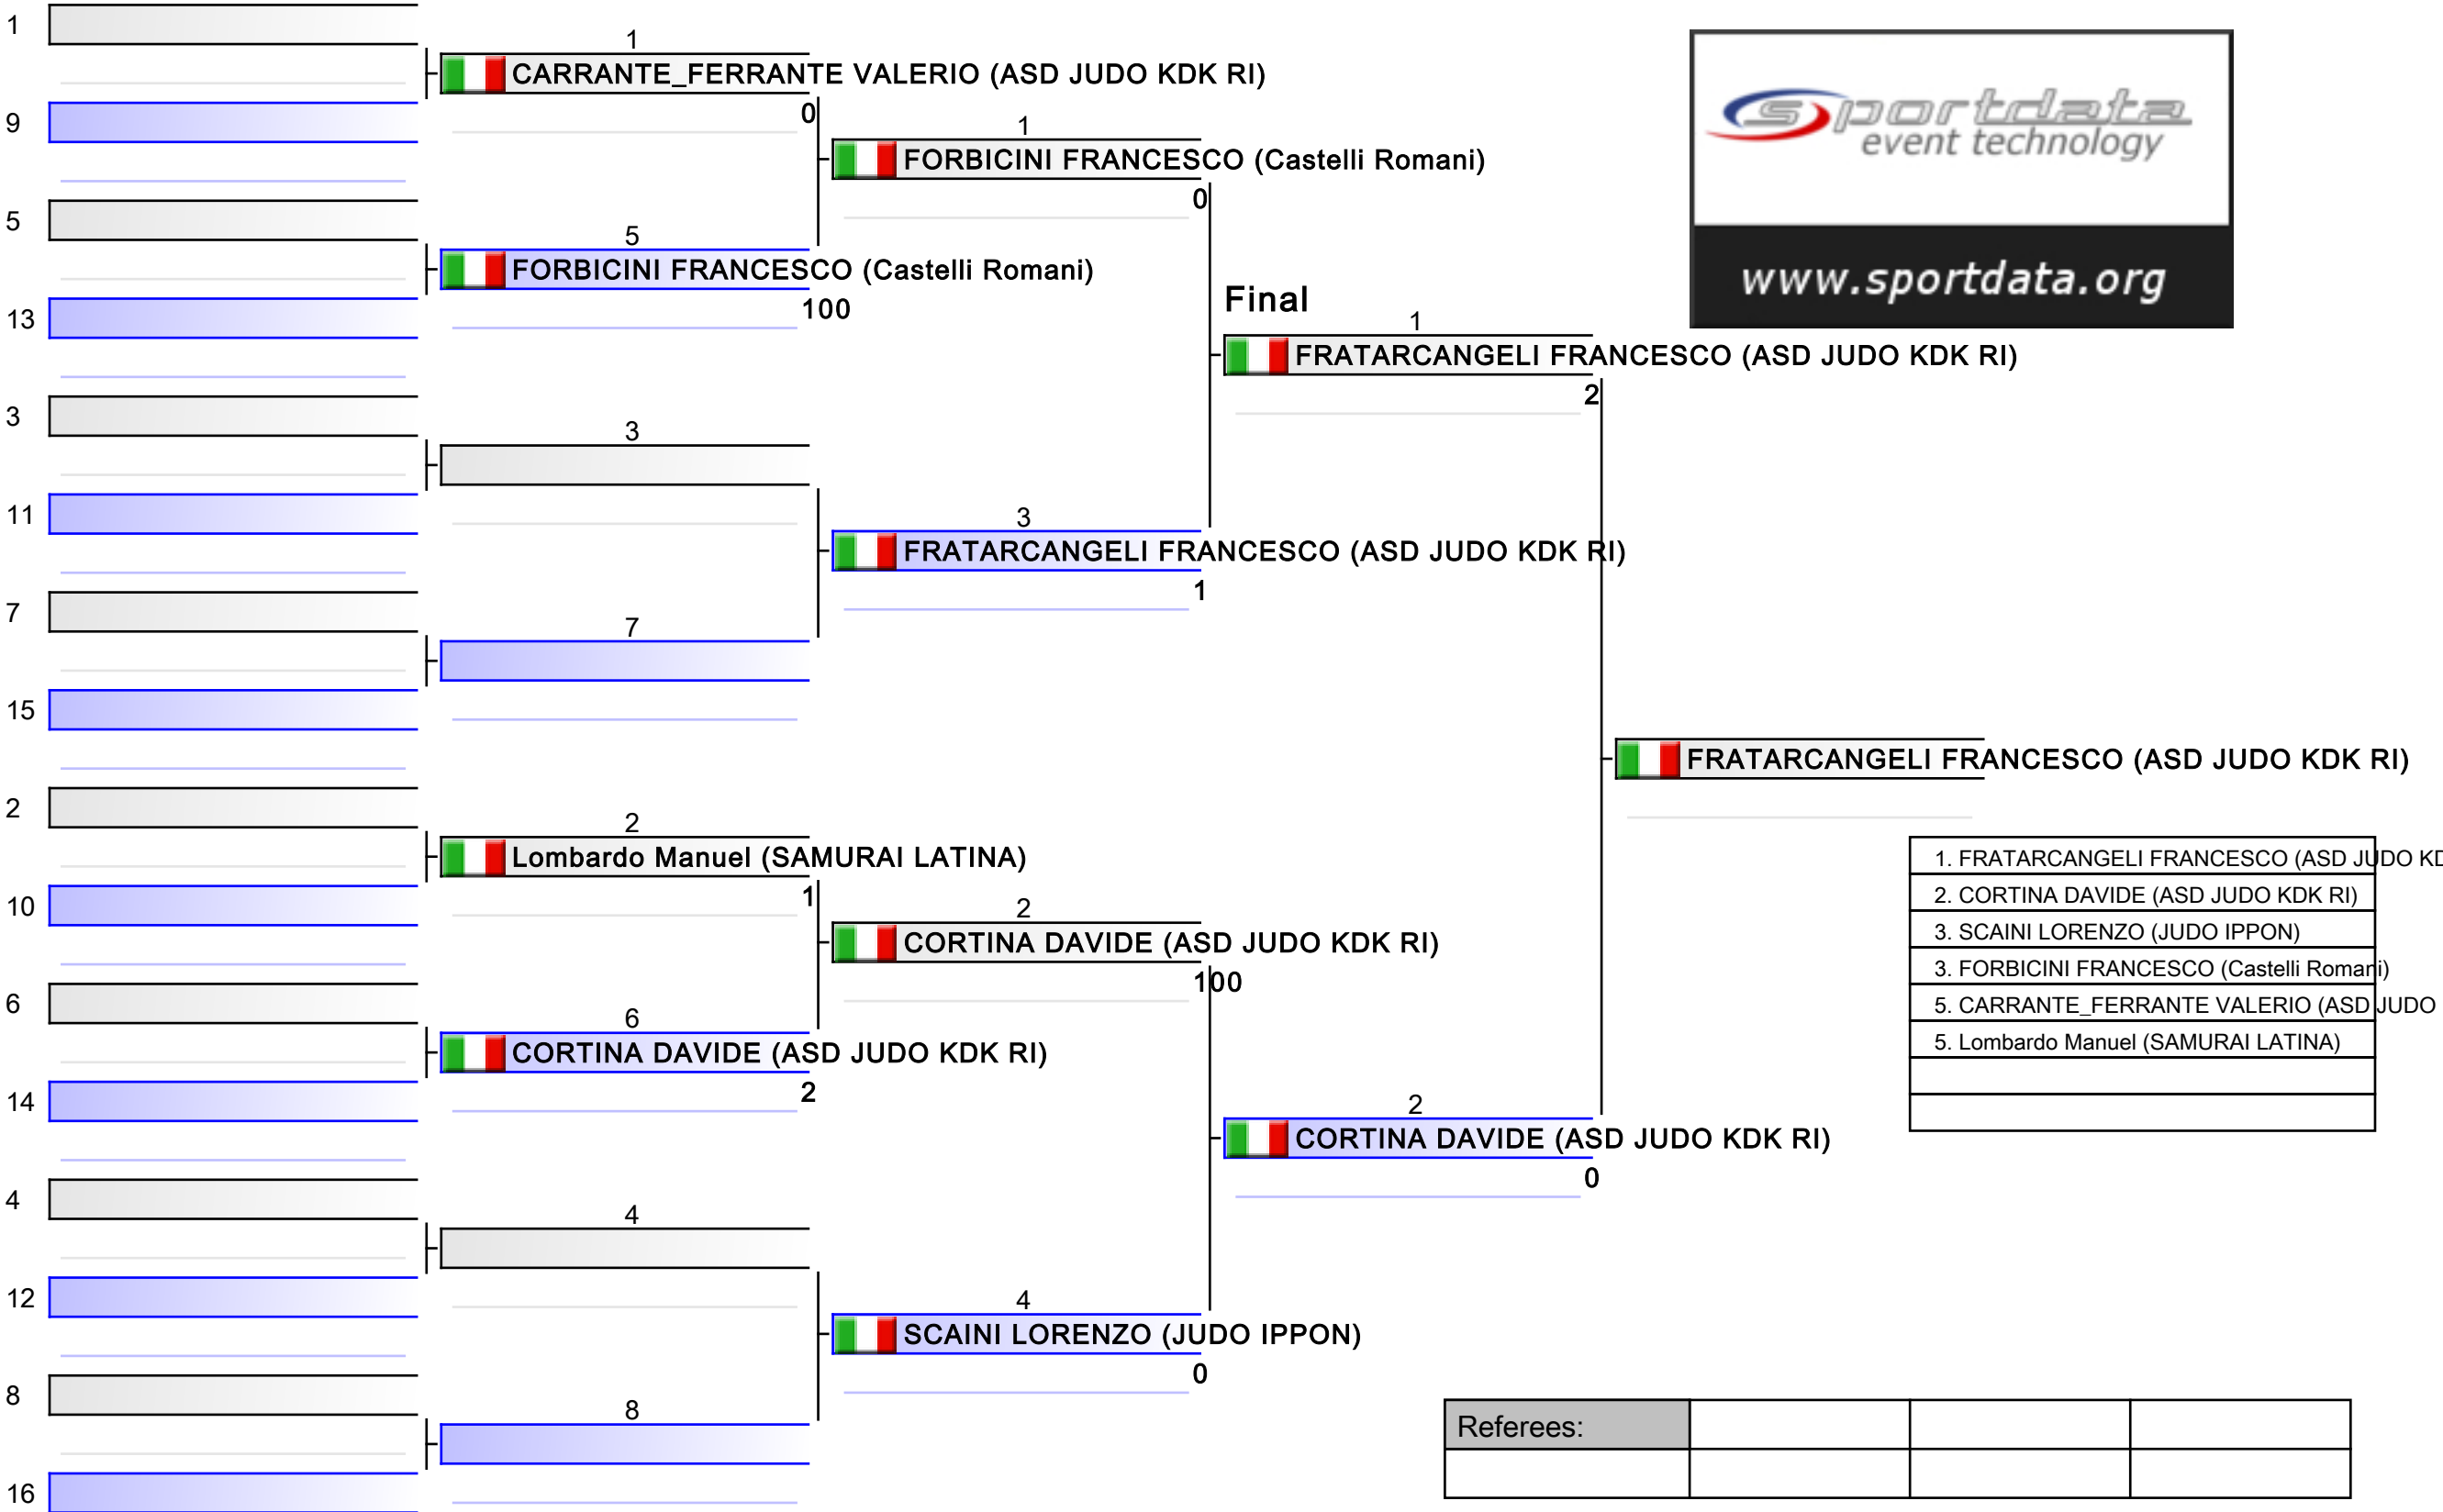 1
9
5
13
3
11
7
15
2
10
6
14
4
12
8
16
1
CARRANTE_FERRANTE VALERIO (ASD JUDO KDK RI)
0
5
FORBICINI FRANCESCO (Castelli Romani)
100
3
7
2
Lombardo Manuel (SAMURAI LATINA)
1
6
CORTINA DAVIDE (ASD JUDO KDK RI)
2
4
8
1
FORBICINI FRANCESCO (Castelli Romani)
0
3
FRATARCANGELI FRANCESCO (ASD JUDO KDK RI)
1
2
CORTINA DAVIDE (ASD JUDO KDK RI)
100
4
SCAINI LORENZO (JUDO IPPON)
0
Final
1
FRATARCANGELI FRANCESCO (ASD JUDO KDK RI)
2
2
CORTINA DAVIDE (ASD JUDO KDK RI)
0
FRATARCANGELI FRANCESCO (ASD JUDO KDK RI)
sportdata
event technology
www.sportdata.org
1. FRATARCANGELI FRANCESCO (ASD JUDO KD
2. CORTINA DAVIDE (ASD JUDO KDK RI)
3. SCAINI LORENZO (JUDO IPPON)
3. FORBICINI FRANCESCO (Castelli Romani)
5. CARRANTE_FERRANTE VALERIO (ASD JUDO
5. Lombardo Manuel (SAMURAI LATINA)
Referees: